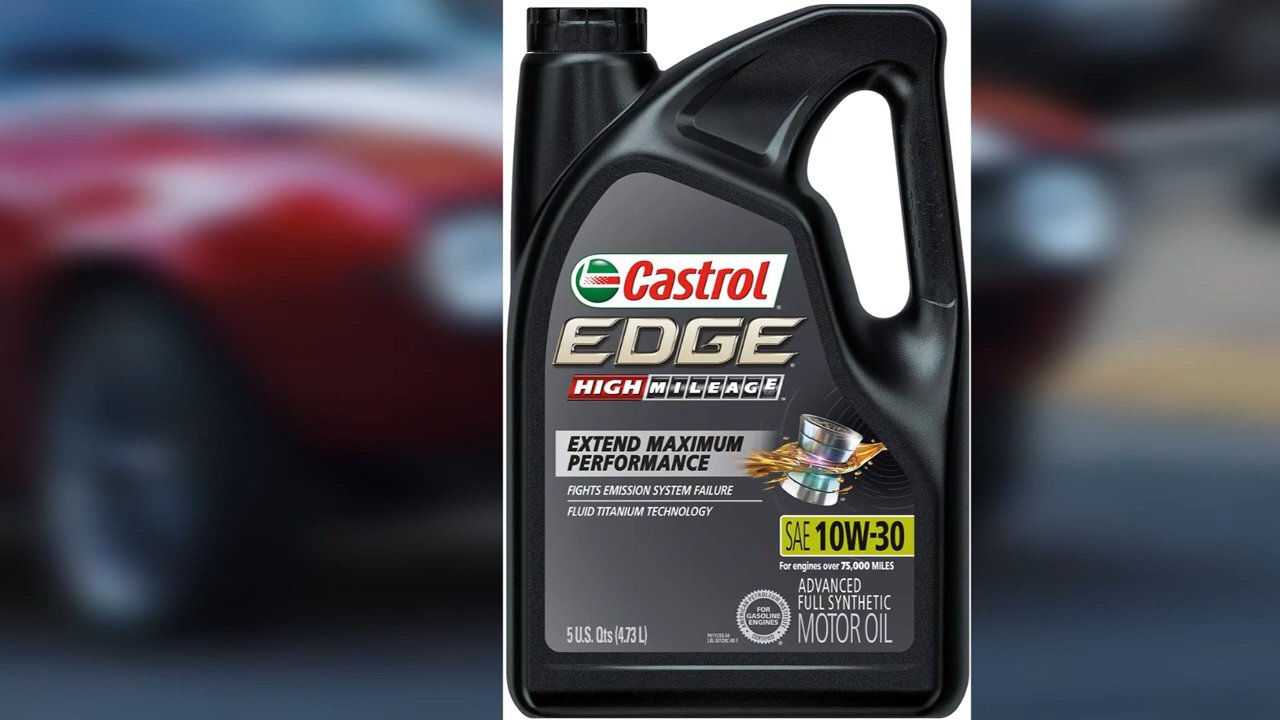 Castrol
EDGE
HIGH MILEAGE
EXTEND MAXIMUM
PERFORMANCE
FIGHTS EMISSION SYSTEM FAILURE
FLUID TITANIUM TECHNOLOGY
SAE 10W-30
For engines over 75,000 MILES
ADVANCED
FULL SYNTHETIC
MOTOR OIL
FOR
GASOLINE
ENGINES
5 U.S. Qts (4.73 L)